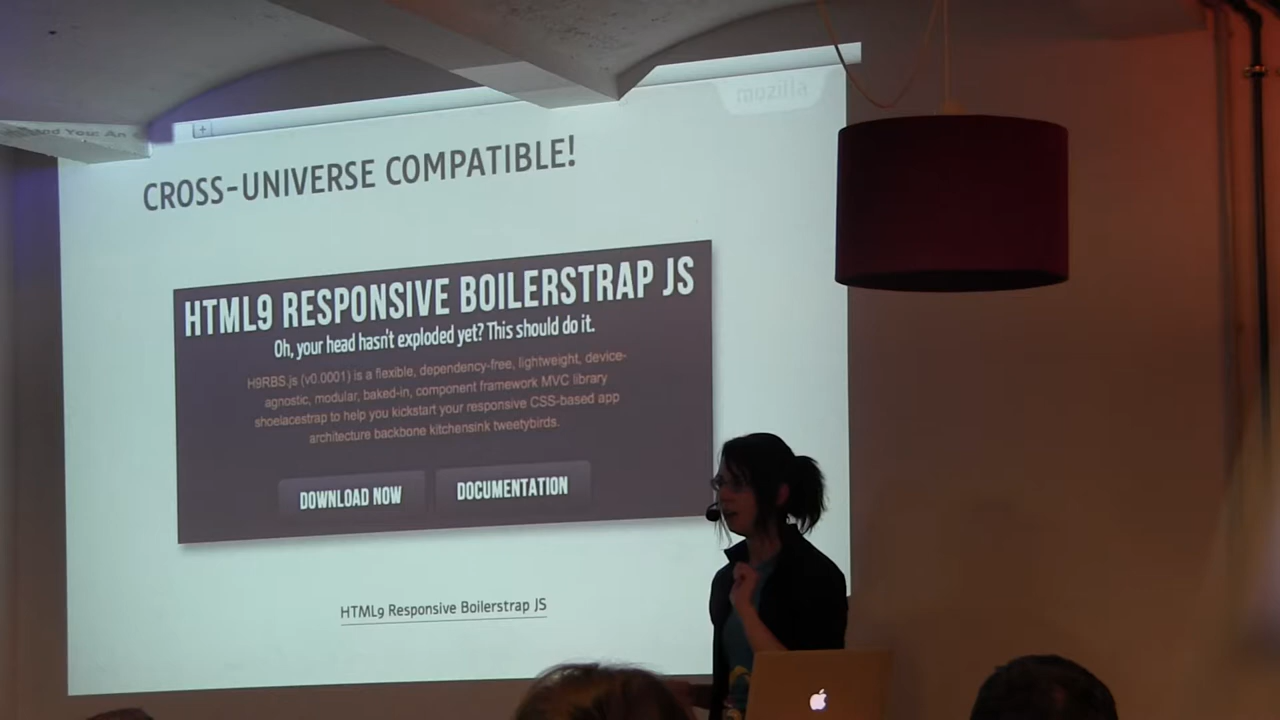 mozilla
and You: An
CROSS-UNIVERSE COMPATIBLE!
HTML9 RESPONSIVE BOILERSTRAP JS
Oh, your head hasn't exploded yet? This should do it.
H9RBS.js (v0.0001) is a flexible, dependency-free, lightweight, device-
agnostic, modular, baked-in, component framework MVC library
shoelacestrap to help you kickstart your responsive CSS-based app
architecture backbone kitchensink tweetybirds.
DOWNLOAD NOW
DOCUMENTATION
HTML9 Responsive Boilerstrap JS